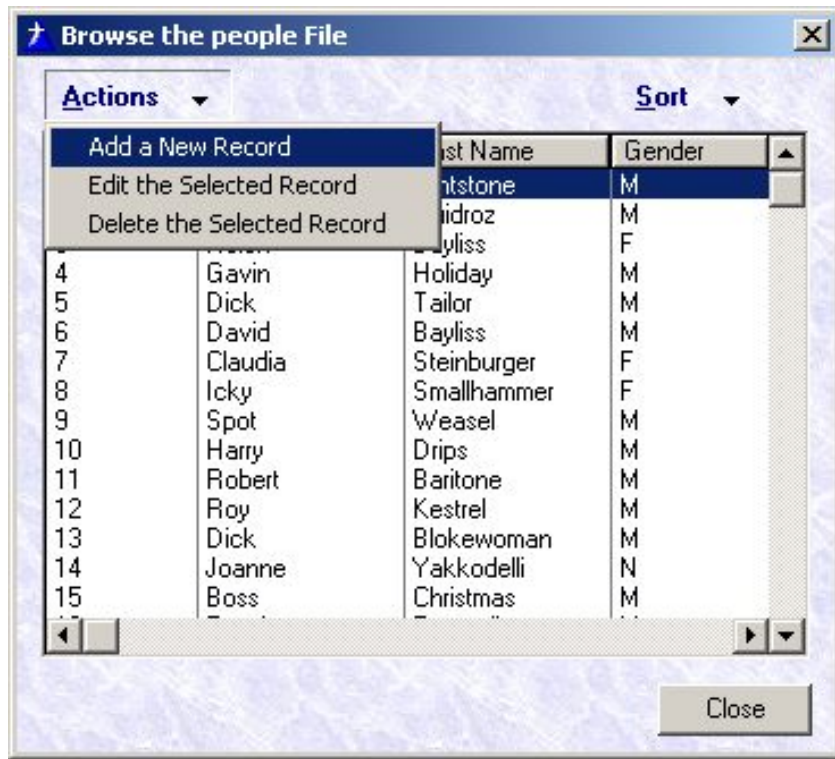 Browse the people File
Actions Sort
Add a New Record
Edit the Selected Record
Delete the Selected Record
Name Gender
M
M
F
4 Gavin Holiday M
5 Dick Tailor M
6 David Bayliss M
7 Claudia Steinburger F
8 Icky Smallhammer F
9 Spot Weasel M
10 Harry Drips M
11 Robert Baritone M
12 Roy Kestrel M
13 Dick Blokewoman M
14 Joanne Yakkodelli N
15 Boss Christmas M
Close